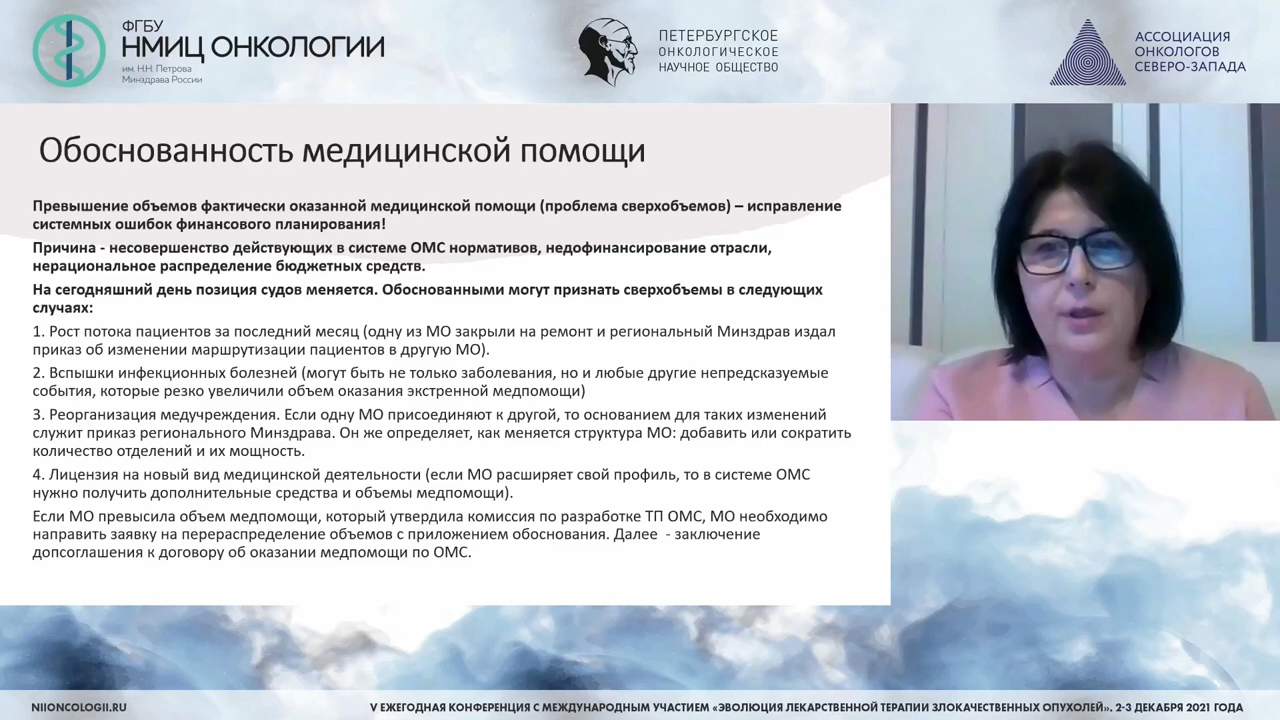 ФГБУ
НМИЦ ОНКОЛОГИИ
им. Н.Н. Петрова
Минздрава России
ПЕТЕРБУРГСКОЕ
ОНКОЛОГИЧЕСКОЕ
НАУЧНОЕ ОБЩЕСТВО
АССОЦИАЦИЯ
ОНКОЛОГОВ
СЕВЕРО-ЗАПАДА
Обоснованность медицинской помощи
Превышение объемов фактически оказанной медицинской помощи (проблема сверхобъемов) – исправление
системных ошибок финансового планирования!
Причина - несовершенство действующих в системе ОМС нормативов, недофинансирование отрасли,
нерациональное распределение бюджетных средств.
На сегодняшний день позиция судов меняется. Обоснованными могут признать сверхобъемы в следующих
случаях:
1. Рост потока пациентов за последний месяц (одну из МО закрыли на ремонт и региональный Минздрав издал
приказ об изменении маршрутизации пациентов в другую МО).
2. Вспышки инфекционных болезней (могут быть не только заболевания, но и любые другие непредсказуемые
события, которые резко увеличили объем оказания экстренной медпомощи)
3. Реорганизация медучреждения. Если одну МО присоединяют к другой, то основанием для таких изменений
служит приказ регионального Минздрава. Он же определяет, как меняется структура МО: добавить или сократить
количество отделений и их мощность.
4. Лицензия на новый вид медицинской деятельности (если МО расширяет свой профиль, то в системе ОМС
нужно получить дополнительные средства и объемы медпомощи).
Если МО превысила объем медпомощи, который утвердила комиссия по разработке ТП ОМС, МО необходимо
направить заявку на перераспределение объемов с приложением обоснования. Далее - заключение
допсоглашения к договору об оказании медпомощи по ОМС.
NIIONCOLOGII.RU
V ЕЖЕГОДНАЯ КОНФЕРЕНЦИЯ С МЕЖДУНАРОДНЫМ УЧАСТИЕМ «ЭВОЛЮЦИЯ ЛЕКАРСТВЕННОЙ ТЕРАПИИ ЗЛОКАЧЕСТВЕННЫХ ОПУХОЛЕЙ». 2-3 ДЕКАБРЯ 2021 ГОДА